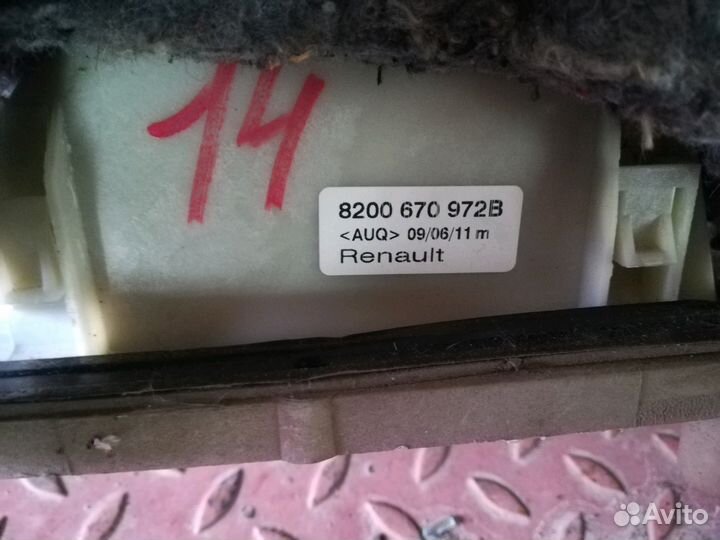 14
8200 670 972B
<AUQ> 09/06/11 m
Renault
Avito